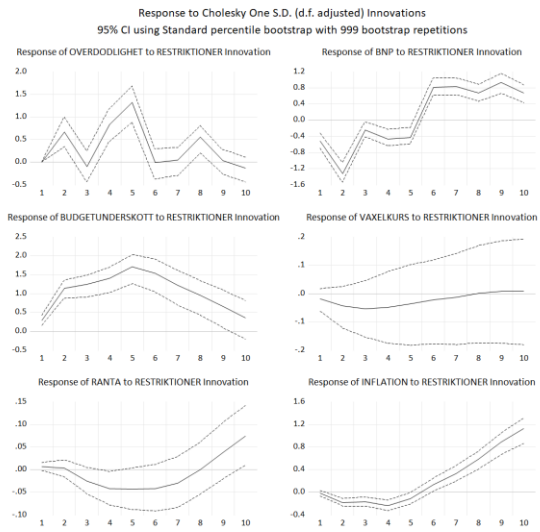 Response to Cholesky One S.D. (d.f. adjusted) Innovations
95% CI using Standard percentile bootstrap with 999 bootstrap repetitions
Response of OVERDODLIGHET to RESTRIKTIONER Innovation
2.0
1.5
1.0
0.5
0.0
-0.5
1 2 3 4 5 6 7 8 9 10
Response of BNP to RESTRIKTIONER Innovation
1.2
0.8
0.4
0.0
-0.4
-0.8
-1.2
-1.6
1 2 3 4 5 6 7 8 9 10
Response of BUDGETUNDERSKOTT to RESTRIKTIONER Innovation
2.5
2.0
1.5
1.0
0.5
0.0
-0.5
1 2 3 4 5 6 7 8 9 10
Response of VAXELKURS to RESTRIKTIONER Innovation
.2
.1
.0
-.1
-.2
1 2 3 4 5 6 7 8 9 10
Response of RANTA to RESTRIKTIONER Innovation
.15
.10
.05
.00
-.05
-.10
1 2 3 4 5 6 7 8 9 10
Response of INFLATION to RESTRIKTIONER Innovation
1.6
1.2
0.8
0.4
0.0
-0.4
1 2 3 4 5 6 7 8 9 10